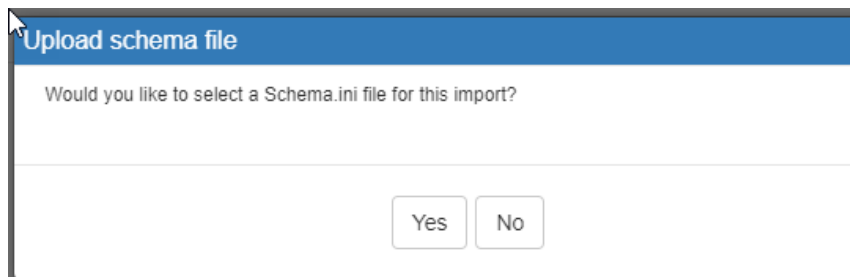 Upload schema file
Would you like to select a Schema.ini file for this import?
Yes No